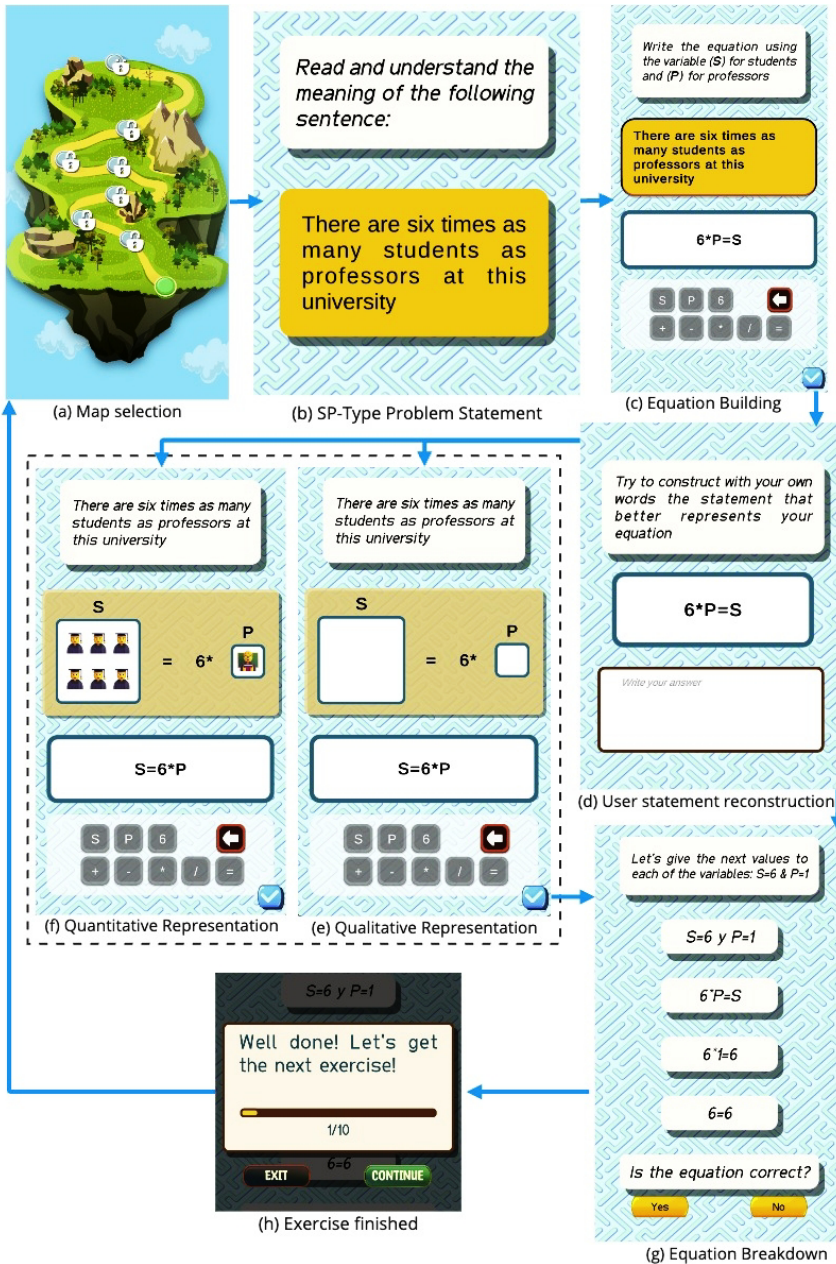 (a) Map selection
Read and understand the
meaning of the following
sentence:
There are six times as
many students as
professors at this
university
(b) SP-Type Problem Statement
Write the equation using
the variable (S) for students
and (P) for professors
There are six times as
many students as
professors at this
university
6*P=S
S P 6
+ - * / =
(c) Equation Building
Try to construct with your own
words the statement that
better represents your
equation
6*P=S
Write your answer
(d) User statement reconstruction
There are six times as many
students as professors at
this university
S
P
= 6*
S=6*P
S P 6
+ - * / =
(f) Quantitative Representation
There are six times as many
students as professors at
this university
S
P
= 6*
S=6*P
S P 6
+ - * / =
(e) Qualitative Representation
Let's give the next values to
each of the variables: S=6 & P=1
S=6 y P=1
6*P=S
6*1=6
6=6
Is the equation correct?
Yes No
(g) Equation Breakdown
S=6 y P=1
Well done! Let's get
the next exercise!
1/10
6=6
EXIT CONTINUE
(h) Exercise finished